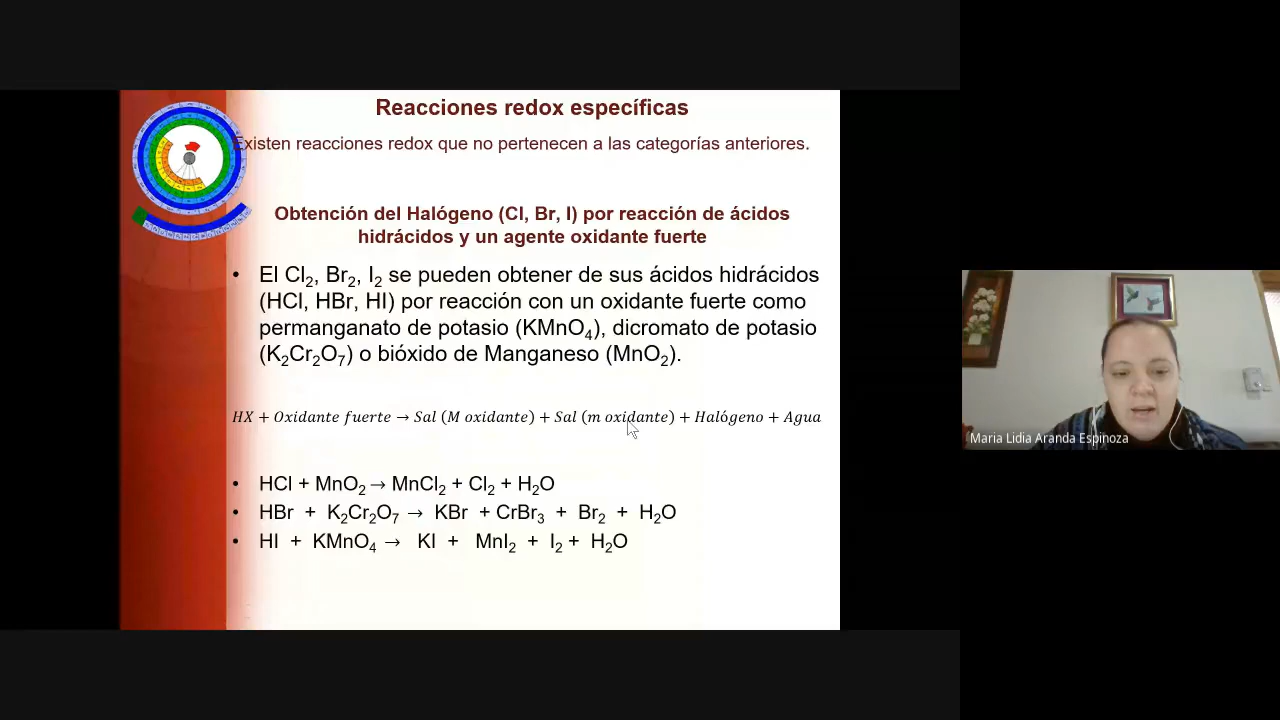 Reacciones redox específicas
Existen reacciones redox que no pertenecen a las categorías anteriores.
Obtención del Halógeno (Cl, Br, I) por reacción de ácidos
hidrácidos y un agente oxidante fuerte
• El Cl₂, Br₂, I₂ se pueden obtener de sus ácidos hidrácidos
(HCl, HBr, HI) por reacción con un oxidante fuerte como
permanganato de potasio (KMnO₄), dicromato de potasio
(K₂Cr₂O₇) o bióxido de Manganeso (MnO₂).
HX + Oxidante fuerte → Sal (M oxidante) + Sal (m oxidante) + Halógeno + Agua
• HCl + MnO₂ → MnCl₂ + Cl₂ + H₂O
• HBr + K₂Cr₂O₇ → KBr + CrBr₃ + Br₂ + H₂O
• HI + KMnO₄ → KI + MnI₂ + I₂ + H₂O
Maria Lidia Aranda Espinoza